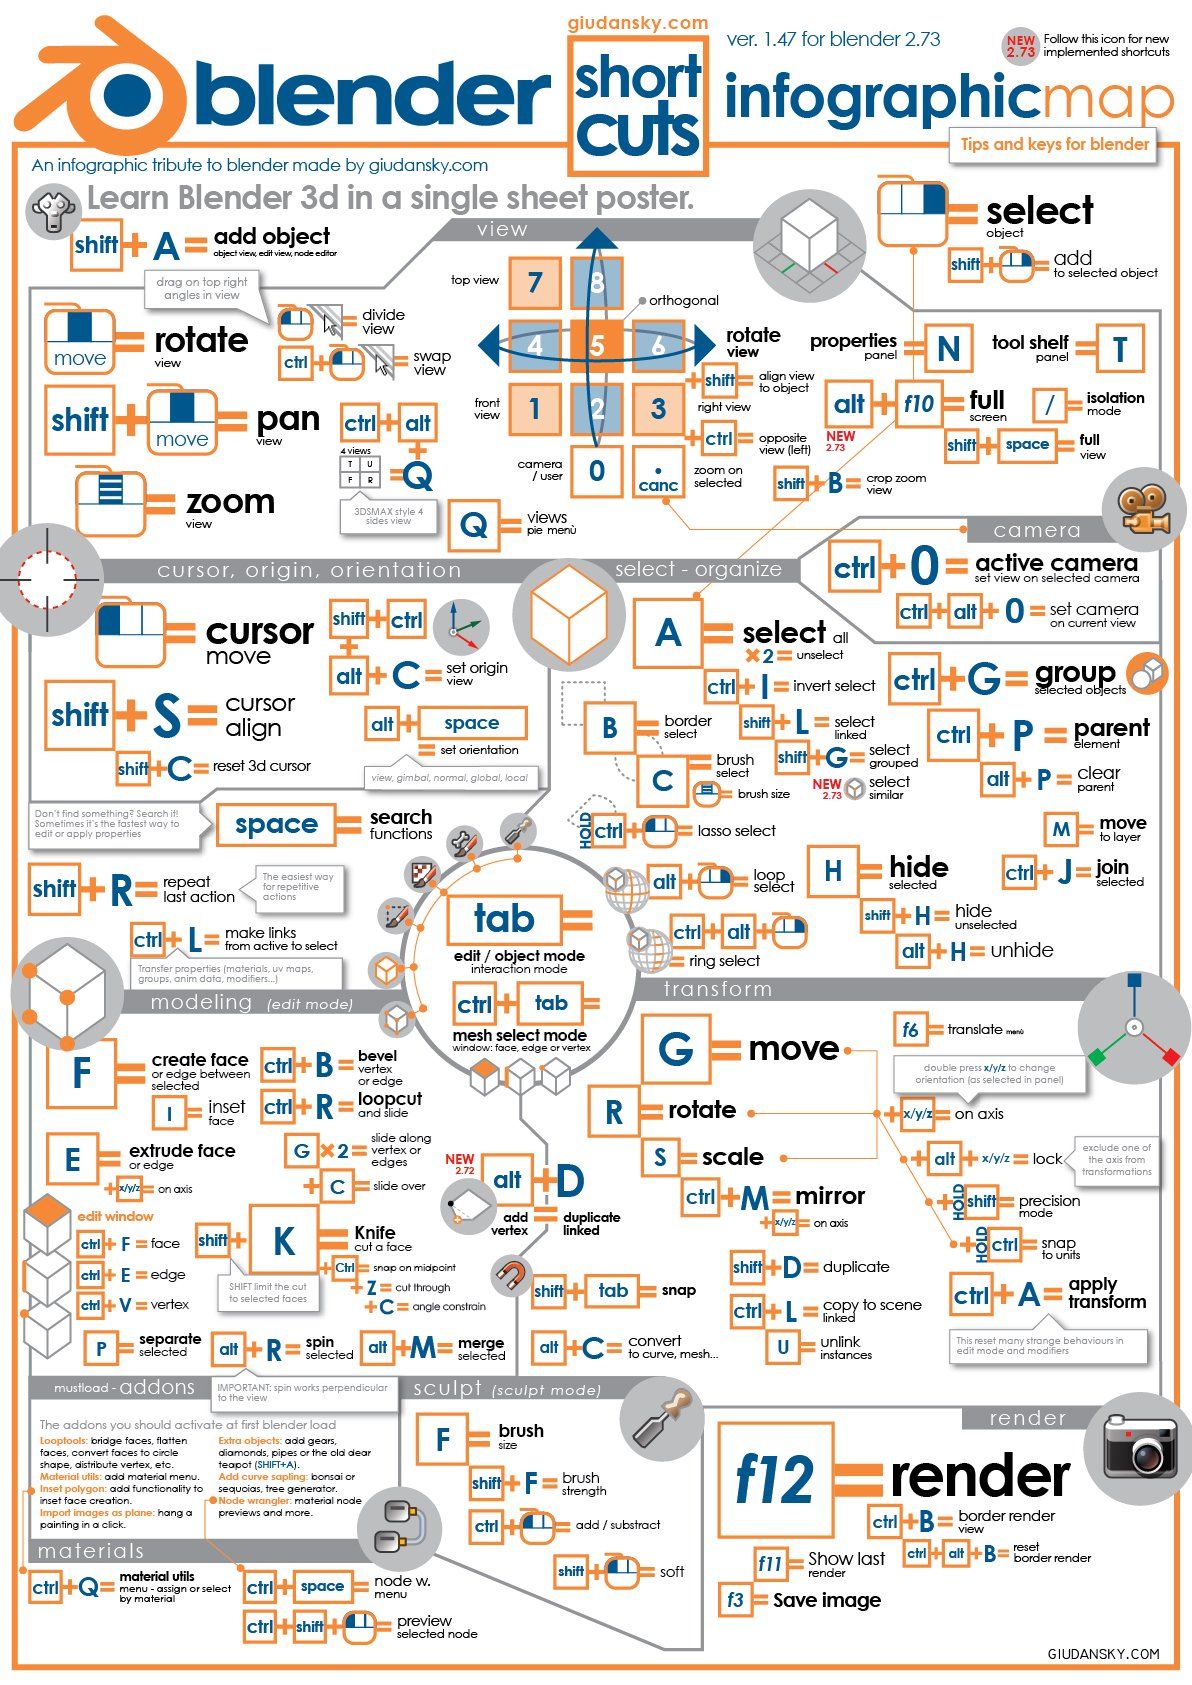 giudansky.com
blender
short
cuts
ver. 1.47 for blender 2.73
NEW
2.73
Follow this icon for new
implemented shortcuts
infographicmap
Tips and keys for blender
An infographic tribute to blender made by giudansky.com
Learn Blender 3d in a single sheet poster.
shift + A = add object
object view, edit view, node editor
view
= select
object
shift + = add
to selected object
drag on top right
angles in view
move = rotate
view
= divide
view
ctrl + = swap
view
shift + move = pan
view
ctrl + alt
+
4 views
T U
F R
= Q
3DSMAX style 4
sides view
= zoom
view
top view
7 8
orthogonal
4 5 6
rotate
view
+ shift = align view
to object
right view
front
view
1 2 3
+ ctrl = opposite
view (left)
camera
/ user
0
.
canc
zoom on
selected
Q = views
pie menù
properties
panel
= N
tool shelf
panel
= T
alt + f10 = full
screen
NEW
2.73
/ = isolation
mode
shift + space = full
view
shift + B = crop zoom
view
camera
ctrl + 0 = active camera
set view on selected camera
ctrl + alt + 0 = set camera
on current view
cursor, origin, orientation
= cursor
move
shift + ctrl
+
alt + C = set origin
view
shift + S = cursor
align
alt + space
= set orientation
view, gimbal, normal, global, local
shift + C = reset 3d cursor
Don't find something? Search it!
Sometimes it's the fastest way to
edit or apply properties
space = search
functions
shift + R = repeat
last action
The easiest way
for repetitive
actions
ctrl + L = make links
from active to select
Transfer properties (materials, uv maps,
groups, anim data, modifiers...)
select - organize
A = select all
×2 = unselect
ctrl + I = invert select
B = border
select
shift + L = select
linked
C = brush
select
= brush size
shift + G = select
grouped
NEW
2.73
select
similar
HOLD
ctrl + = lasso select
alt + = loop
select
ctrl + alt +
= ring select
ctrl + G = group
selected objects
ctrl + P = parent
element
alt + P = clear
parent
M = move
to layer
H = hide
selected
ctrl + J = join
selected
shift + H = hide
unselected
alt + H = unhide
tab =
edit / object mode
interaction mode
ctrl + tab =
mesh select mode
window: face, edge or vertex
modeling (edit mode)
F = create face
or edge between
selected
ctrl + B = bevel
vertex
or edge
I = inset
face
ctrl + R = loopcut
and slide
E = extrude face
or edge
+ x/y/z = on axis
G ×2 = slide along
vertex or
edges
+ C = slide over
NEW
2.72
alt + D =
add
vertex
duplicate
linked
edit window
ctrl + F = face
ctrl + E = edge
ctrl + V = vertex
shift + K = Knife
cut a face
+ Ctrl = snap on midpoint
+ Z = cut through
+ C = angle constrain
SHIFT limit the cut
to selected faces
P = separate
selected
alt + R = spin
selected
alt + M = merge
selected
IMPORTANT: spin works perpendicular
to the view
transform
G = move
f6 = translate menù
double press x/y/z to change
orientation (as selected in panel)
R = rotate
+ x/y/z = on axis
S = scale
+ alt + x/y/z = lock
exclude one of
the axis from
transformations
ctrl + M = mirror
+ x/y/z = on axis
+ HOLD shift = precision
mode
+ HOLD ctrl = snap
to units
shift + tab = snap
shift + D = duplicate
ctrl + A = apply
transform
This reset many strange behaviours in
edit mode and modifiers
ctrl + L = copy to scene
linked
alt + C = convert
to curve, mesh...
U = unlink
instances
mustload - addons
The addons you should activate at first blender load
Looptools: bridge faces, flatten
faces, convert faces to circle
shape, distribute vertex, etc.
Material utils: add material menu.
Inset polygon: add functionality to
inset face creation.
Import images as plane: hang a
painting in a click.
Extra objects: add gears,
diamonds, pipes or the old dear
teapot (SHIFT+A).
Add curve sapling: bonsai or
sequoias, tree generator.
Node wrangler: material node
previews and more.
sculpt (sculpt mode)
F = brush
size
shift + F = brush
strength
ctrl + = add / substract
shift + = soft
render
f12 = render
ctrl + B = border render
view
f11 = Show last
render
ctrl + alt + B = reset
border render
f3 = Save image
materials
ctrl + Q = material utils
menu - assign or select
by material
ctrl + space = node w.
menu
ctrl + shift + = preview
selected node
GIUDANSKY.COM